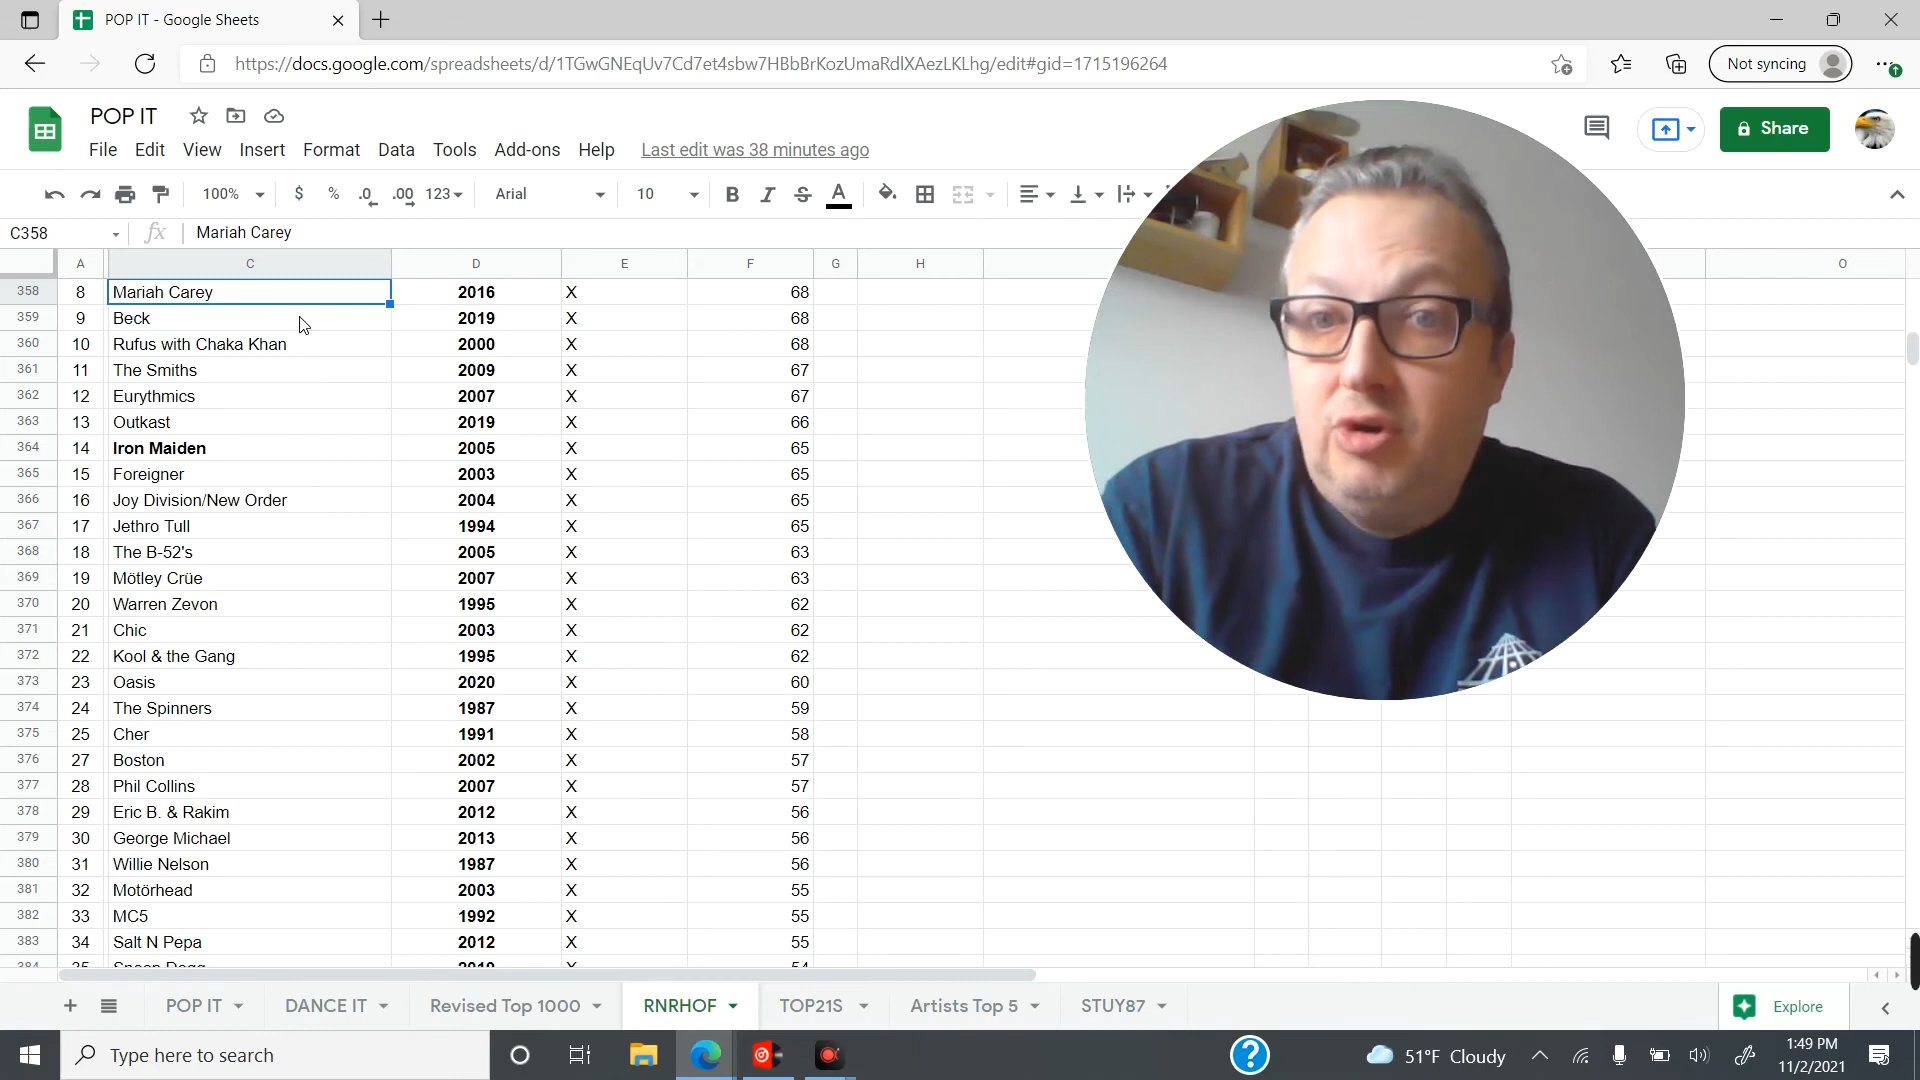 POP IT - Google Sheets
https://docs.google.com/spreadsheets/d/1TGwGNEqUv7Cd7et4sbw7HBbBrKozUmaRdlXAezLKLhg/edit#gid=1715196264
Not syncing
POP IT
File Edit View Insert Format Data Tools Add-ons Help Last edit was 38 minutes ago
Share
100% $ % .0 .00 123 Arial 10 B I S A
C358 fx Mariah Carey
A C D E F G H O
358 8 Mariah Carey 2016 X 68
359 9 Beck 2019 X 68
360 10 Rufus with Chaka Khan 2000 X 68
361 11 The Smiths 2009 X 67
362 12 Eurythmics 2007 X 67
363 13 Outkast 2019 X 66
364 14 Iron Maiden 2005 X 65
365 15 Foreigner 2003 X 65
366 16 Joy Division/New Order 2004 X 65
367 17 Jethro Tull 1994 X 65
368 18 The B-52's 2005 X 63
369 19 Mötley Crüe 2007 X 63
370 20 Warren Zevon 1995 X 62
371 21 Chic 2003 X 62
372 22 Kool & the Gang 1995 X 62
373 23 Oasis 2020 X 60
374 24 The Spinners 1987 X 59
375 25 Cher 1991 X 58
376 27 Boston 2002 X 57
377 28 Phil Collins 2007 X 57
378 29 Eric B. & Rakim 2012 X 56
379 30 George Michael 2013 X 56
380 31 Willie Nelson 1987 X 56
381 32 Motörhead 2003 X 55
382 33 MC5 1992 X 55
383 34 Salt N Pepa 2012 X 55
384 35 Snoop Dogg 2019 X 54
POP IT DANCE IT Revised Top 1000 RNRHOF TOP21S Artists Top 5 STUY87 Explore
Type here to search
51°F Cloudy
1:49 PM
11/2/2021